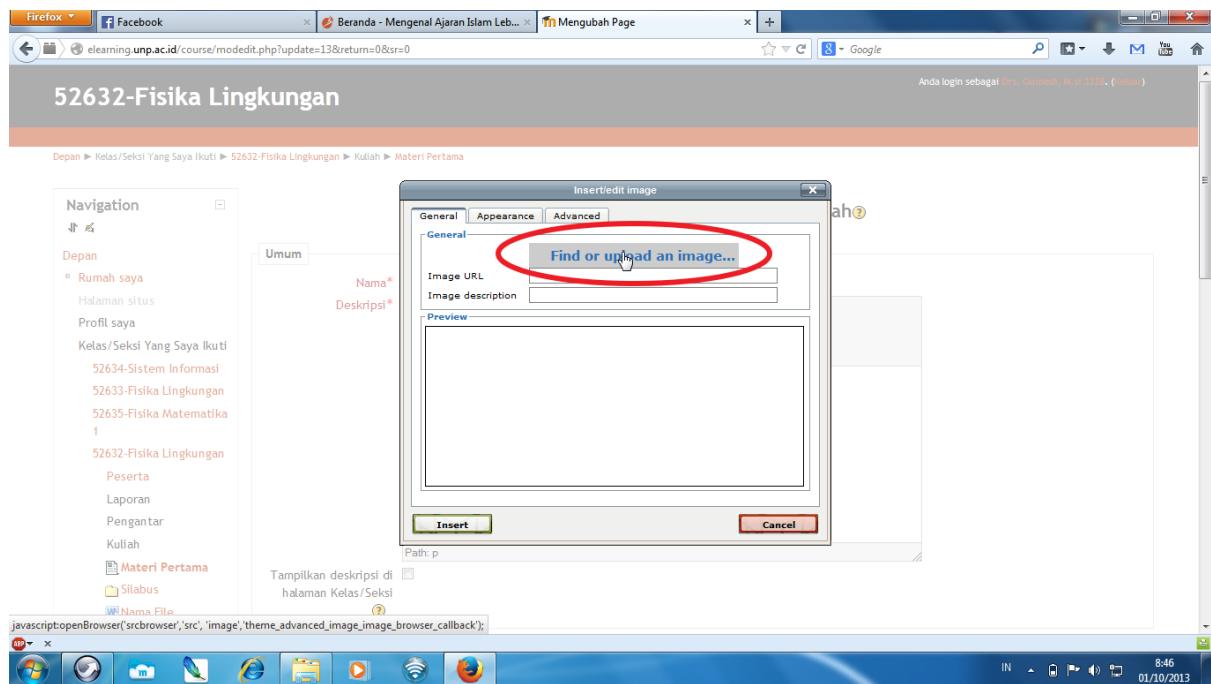 Firefox
Facebook
Beranda - Mengenal Ajaran Islam Leb...
Mengubah Page
elearning.unp.ac.id/course/modedit.php?update=13&return=0&sr=0
Google
52632-Fisika Lingkungan
Anda login sebagai
Depan ► Kelas/Seksi Yang Saya Ikuti ► 52632-Fisika Lingkungan ► Kuliah ► Materi Pertama
Navigation
Depan
Rumah saya
Halaman situs
Profil saya
Kelas/Seksi Yang Saya Ikuti
52634-Sistem Informasi
52633-Fisika Lingkungan
52635-Fisika Matematika
1
52632-Fisika Lingkungan
Peserta
Laporan
Pengantar
Kuliah
Materi Pertama
Silabus
Nama File
Umum
Nama*
Deskripsi*
ah
Insert/edit image
General
Appearance
Advanced
General
Find or upload an image...
Image URL
Image description
Preview
Insert
Cancel
Path: p
Tampilkan deskripsi di
halaman Kelas/Seksi
javascript:openBrowser('srcbrowser','src', 'image','theme_advanced_image_image_browser_callback');
ABP
IN
8:46
01/10/2013